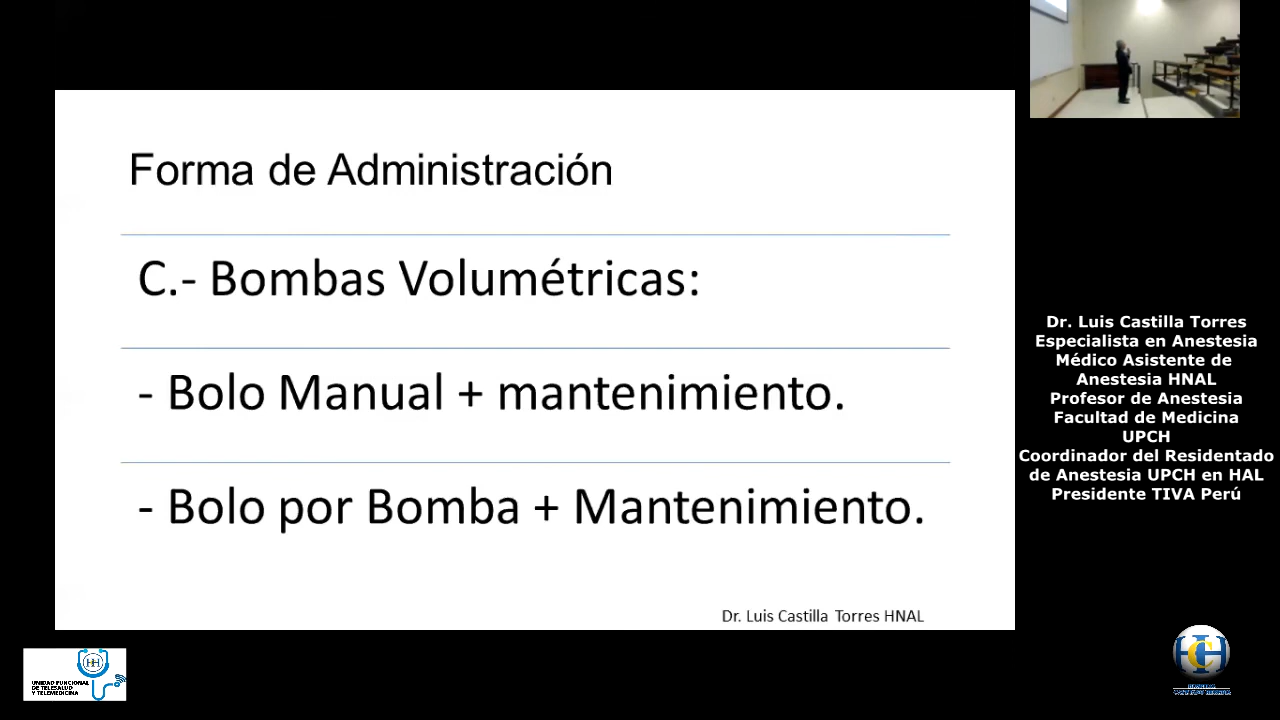 Forma de Administración
C.- Bombas Volumétricas:
- Bolo Manual + mantenimiento.
- Bolo por Bomba + Mantenimiento.
Dr. Luis Castilla Torres HNAL
Dr. Luis Castilla Torres
Especialista en Anestesia
Médico Asistente de
Anestesia HNAL
Profesor de Anestesia
Facultad de Medicina
UPCH
Coordinador del Residentado
de Anestesia UPCH en HAL
Presidente TIVA Perú
UNIDAD FUNCIONAL
DE TELESALUD
Y TELEMEDICINA